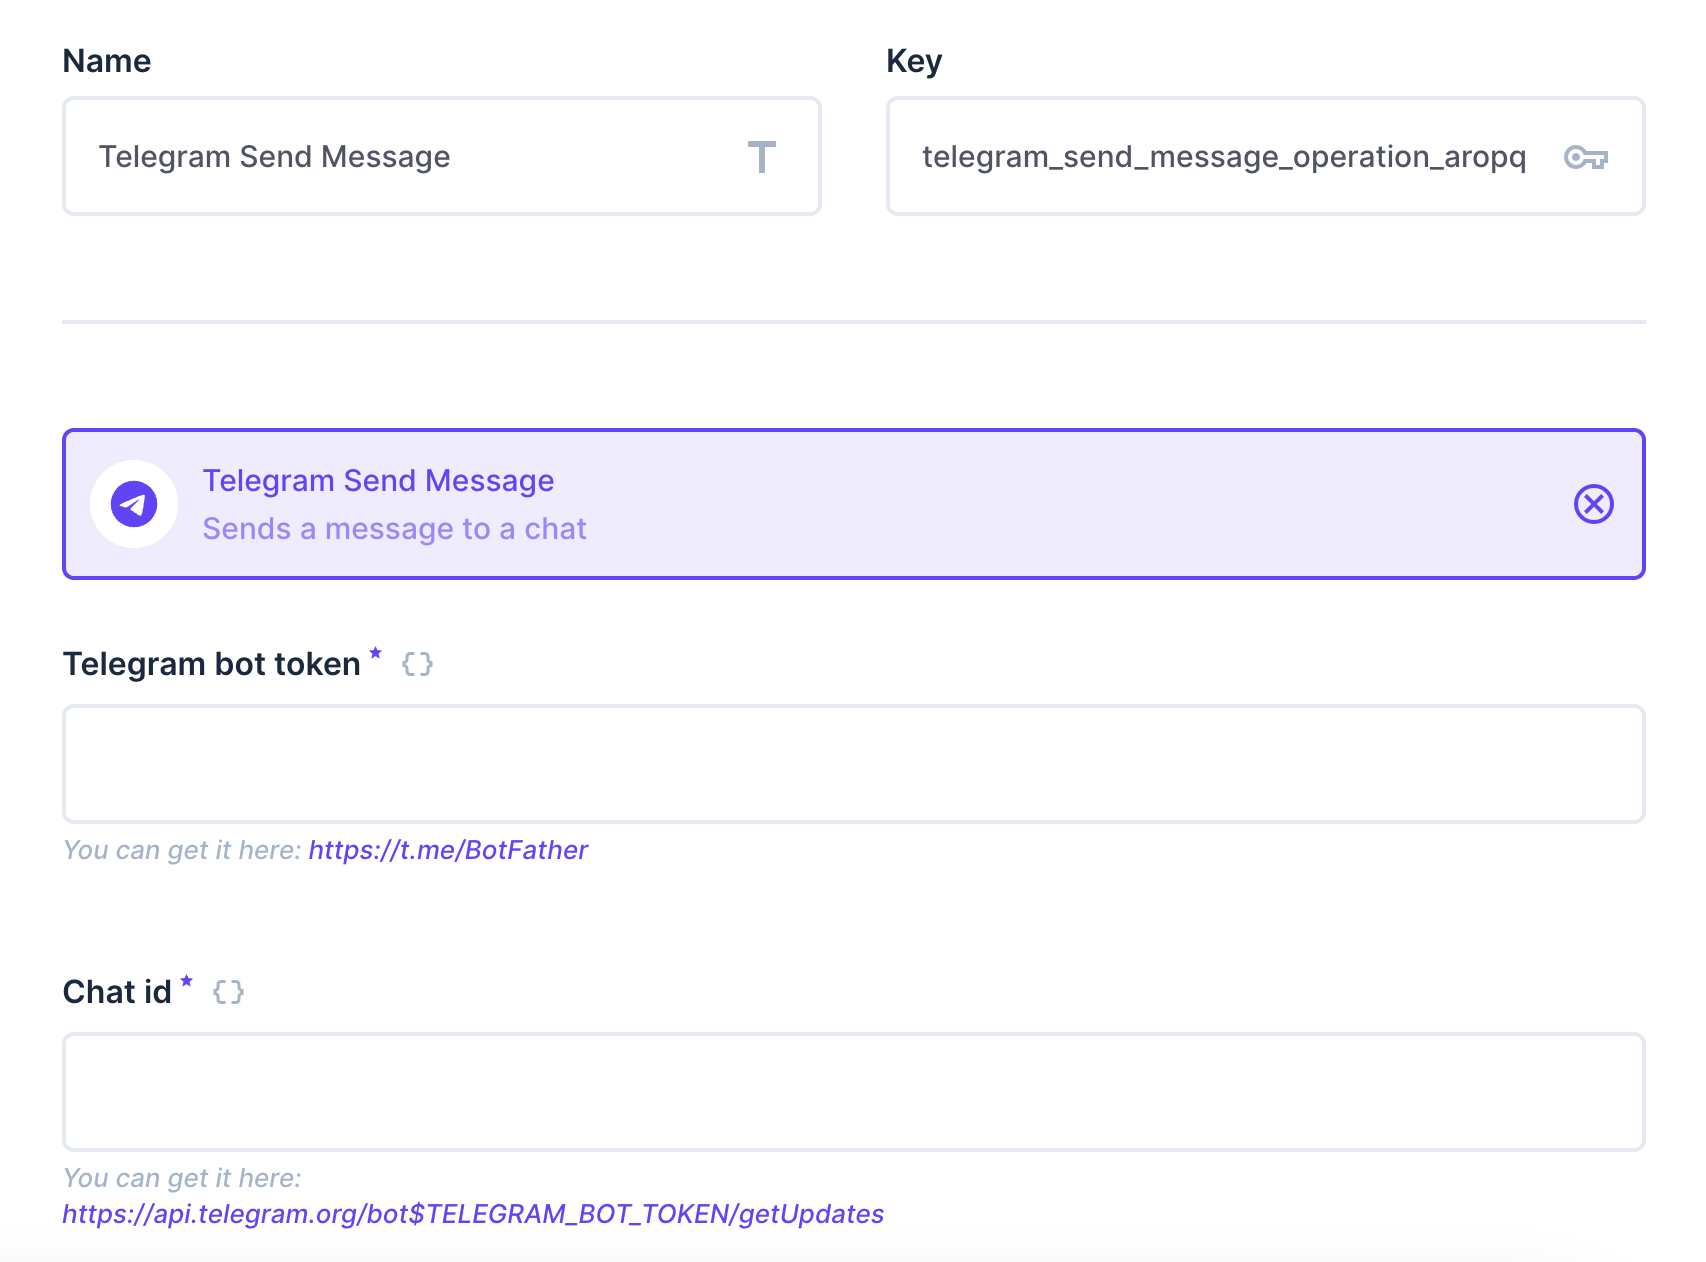 Name
Key
Telegram Send Message
telegram_send_message_operation_aropq
Telegram Send Message
Sends a message to a chat
Telegram bot token * {}
You can get it here: https://t.me/BotFather
Chat id * {}
You can get it here:
https://api.telegram.org/bot$TELEGRAM_BOT_TOKEN/getUpdates